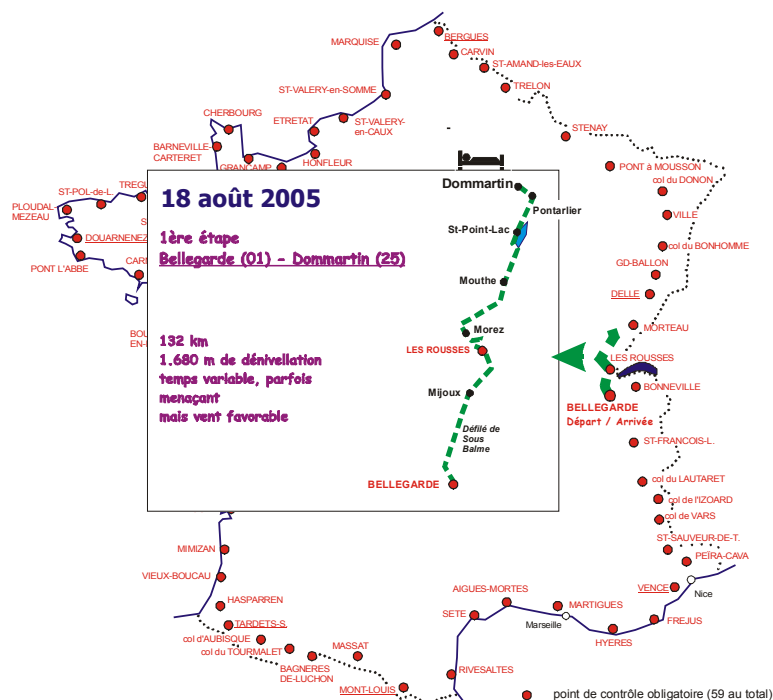 BERGUES
MARQUISE
CARVIN
ST-AMAND-les-EAUX
ST-VALERY-en-SOMME
TRELON
CHERBOURG
ETRETAT
ST-VALERY-
en-CAUX
STENAY
BARNEVILLE-
CARTERET
GRANCAMP
HONFLEUR
PONT à MOUSSON
col du DONON
ST-POL-de-L.
TREGU
PLOUDAL-
MEZEAU
VILLE
S
DOUARNENEZ
col du BONHOMME
PONT L'ABBE
CARN
GD-BALLON
DELLE
BOU
EN-
MORTEAU
LES ROUSSES
BONNEVILLE
BELLEGARDE
Départ / Arrivée
ST-FRANCOIS-L.
col du LAUTARET
col de l'IZOARD
col de VARS
ST-SAUVEUR-DE-T.
PEÏRA-CAVA
VENCE
Nice
18 août 2005
1ère étape
Bellegarde (01) - Dommartin (25)
132 km
1.680 m de dénivellation
temps variable, parfois
menaçant
mais vent favorable
Dommartin
Pontarlier
St-Point-Lac
Mouthe
Morez
LES ROUSSES
Mijoux
Défilé de
Sous
Balme
BELLEGARDE
MIMIZAN
VIEUX-BOUCAU
HASPARREN
TARDETS-S.
col d'AUBISQUE
col du TOURMALET
BAGNERES
DE-LUCHON
MASSAT
MONT-LOUIS
RIVESALTES
SETE
AIGUES-MORTES
MARTIGUES
Marseille
HYERES
FREJUS
point de contrôle obligatoire (59 au total)